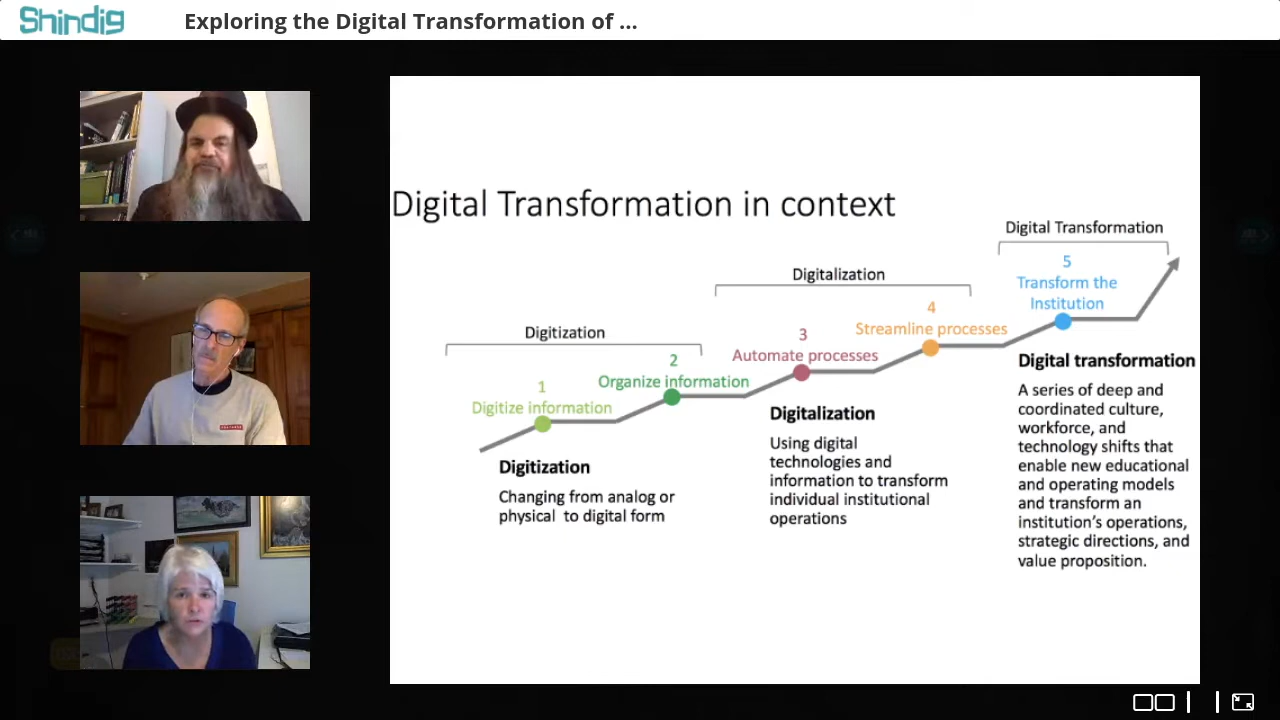 Shindig
Exploring the Digital Transformation of ...
Digital Transformation in context
Digital Transformation
5
Transform the
Institution
Digitalization
4
Streamline processes
3
Automate processes
Digitization
2
Organize information
1
Digitize information
Digitization
Changing from analog or
physical to digital form
Digitalization
Using digital
technologies and
information to transform
individual institutional
operations
Digital transformation
A series of deep and
coordinated culture,
workforce, and
technology shifts that
enable new educational
and operating models
and transform an
institution's operations,
strategic directions, and
value proposition.